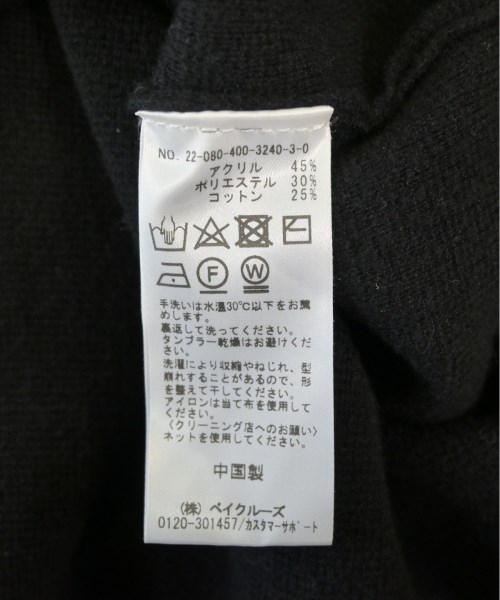 NO. 22-080-400-3240-3-0
アクリル 45%
ポリエステル 30%
コットン 25%
F W
手洗いは水温30℃以下をお薦
めします。
裏返して洗ってください。
タンブラー乾燥はお避けくださ
い。
洗濯により収縮やねじれ、型
崩れすることがあるので、形
を整えて干してください。
アイロンは当て布を使用して
ください。
〈クリーニング店へのお願い〉
ネットを使用してください。
中国製
(株) ベイクルーズ
0120-301457/カスタマーサポート